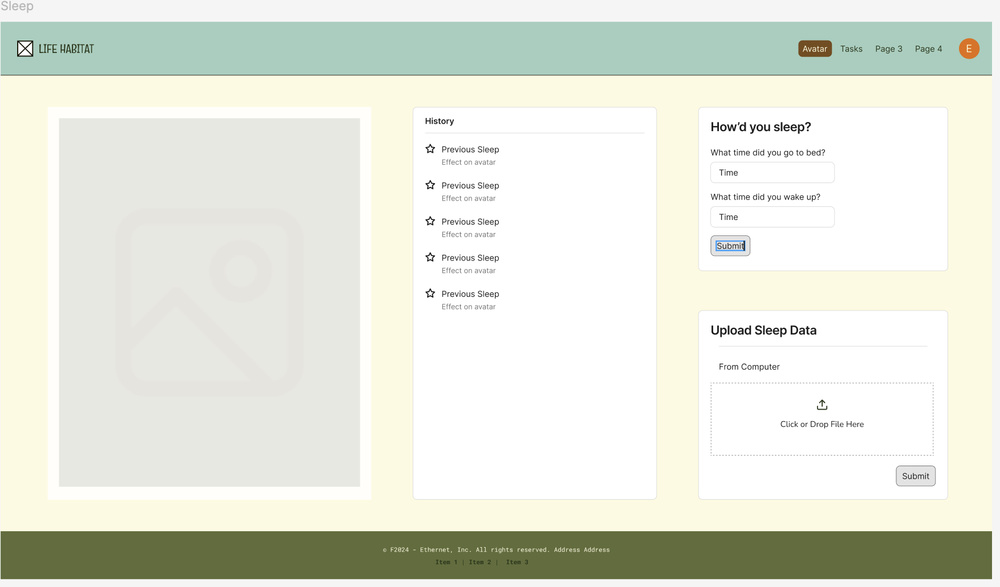 Sleep
LIFE HABITAT
Avatar Tasks Page 3 Page 4 E
History
Previous Sleep
Effect on avatar
Previous Sleep
Effect on avatar
Previous Sleep
Effect on avatar
Previous Sleep
Effect on avatar
Previous Sleep
Effect on avatar
How’d you sleep?
What time did you go to bed?
Time
What time did you wake up?
Time
Submit
Upload Sleep Data
From Computer
Click or Drop File Here
Submit
© F2024 - Ethernet, Inc. All rights reserved. Address Address
Item 1 | Item 2 | Item 3